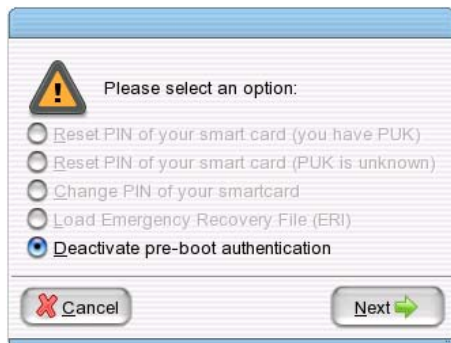 Please select an option:
Reset PIN of your smart card (you have PUK)
Reset PIN of your smart card (PUK is unknown)
Change PIN of your smartcard
Load Emergency Recovery File (ERI)
Deactivate pre-boot authentication
Cancel
Next